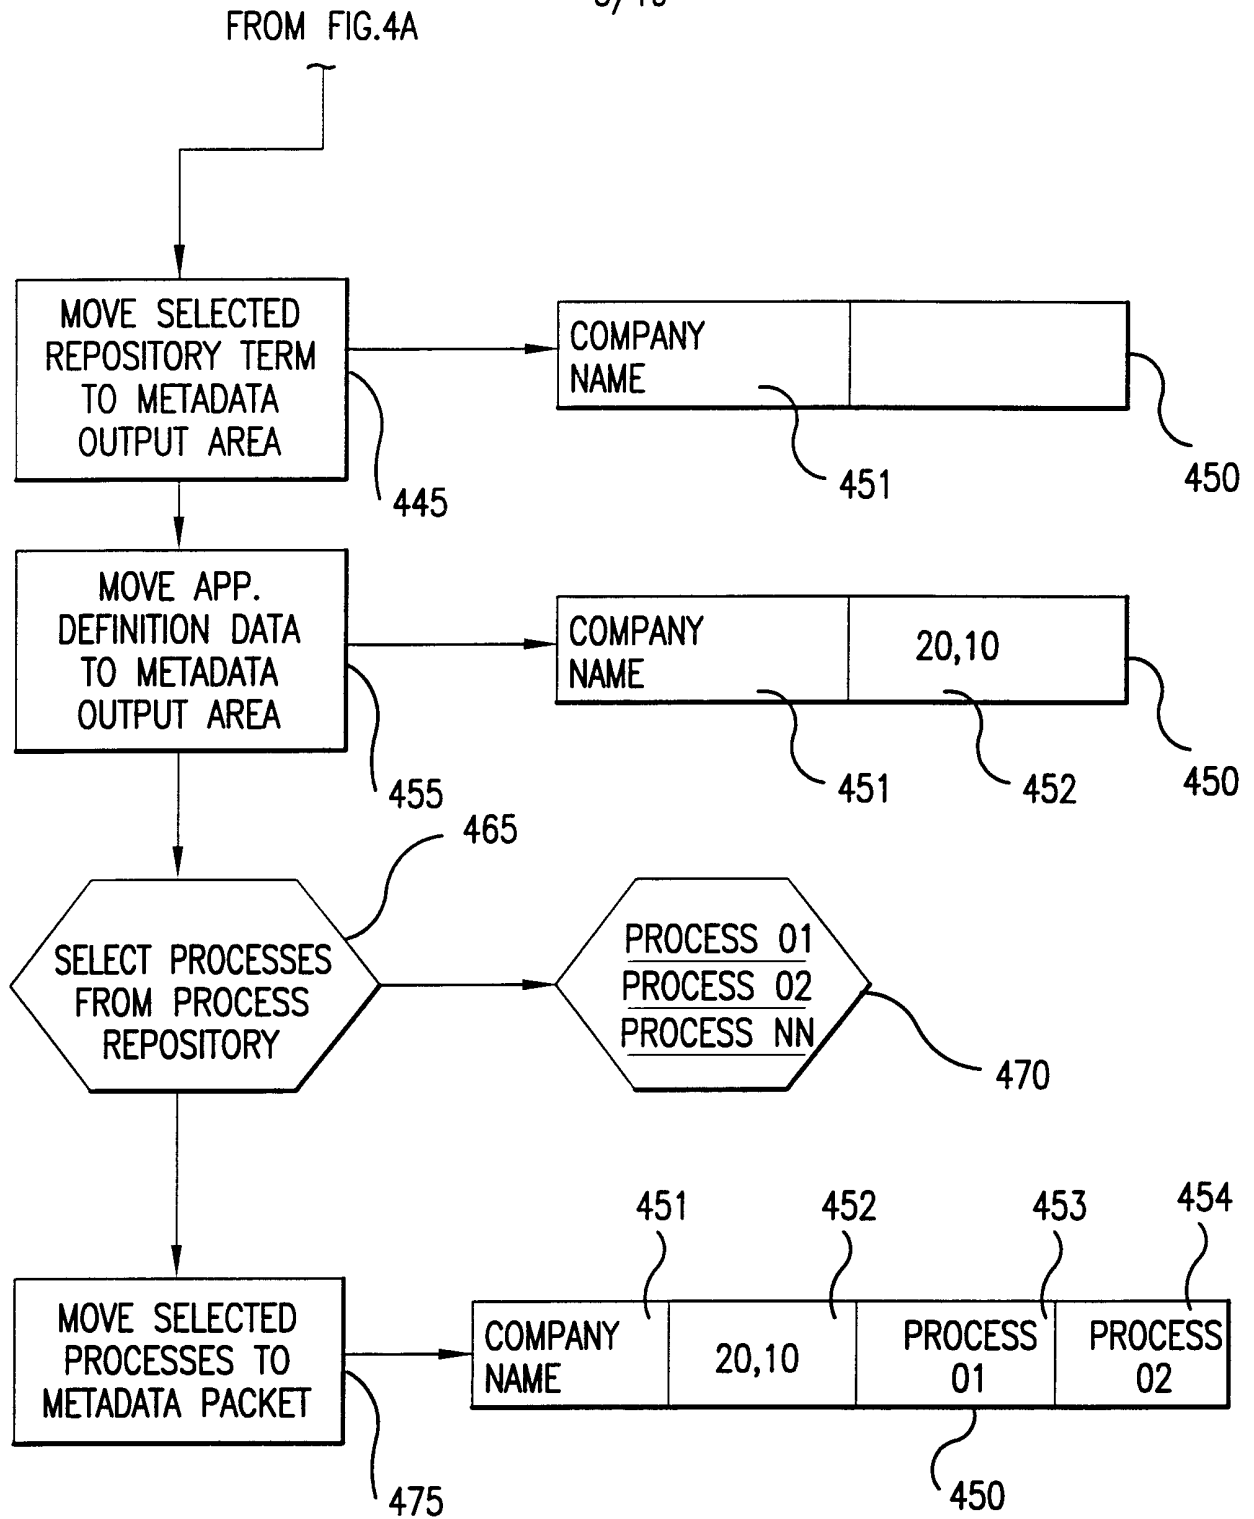 FROM FIG.4A
MOVE SELECTED
REPOSITORY TERM
TO METADATA
OUTPUT AREA
445
COMPANY
NAME
451
450
MOVE APP.
DEFINITION DATA
TO METADATA
OUTPUT AREA
455
COMPANY
NAME
20,10
451
452
450
465
SELECT PROCESSES
FROM PROCESS
REPOSITORY
PROCESS 01
PROCESS 02
PROCESS NN
470
451
452
453
454
MOVE SELECTED
PROCESSES TO
METADATA PACKET
475
COMPANY
NAME
20,10
PROCESS
01
PROCESS
02
450